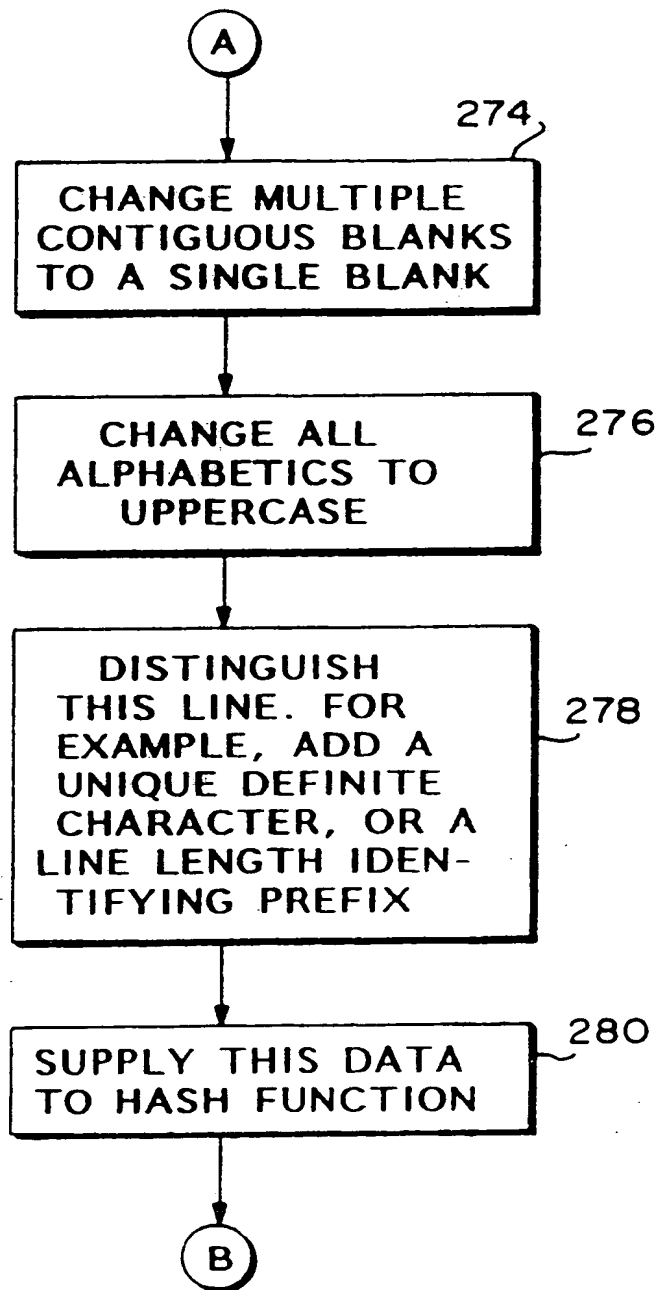 A
274
CHANGE MULTIPLE
CONTIGUOUS BLANKS
TO A SINGLE BLANK
276
CHANGE ALL
ALPHABETICS TO
UPPERCASE
278
DISTINGUISH
THIS LINE. FOR
EXAMPLE, ADD A
UNIQUE DEFINITE
CHARACTER, OR A
LINE LENGTH IDEN-
TIFYING PREFIX
280
SUPPLY THIS DATA
TO HASH FUNCTION
B